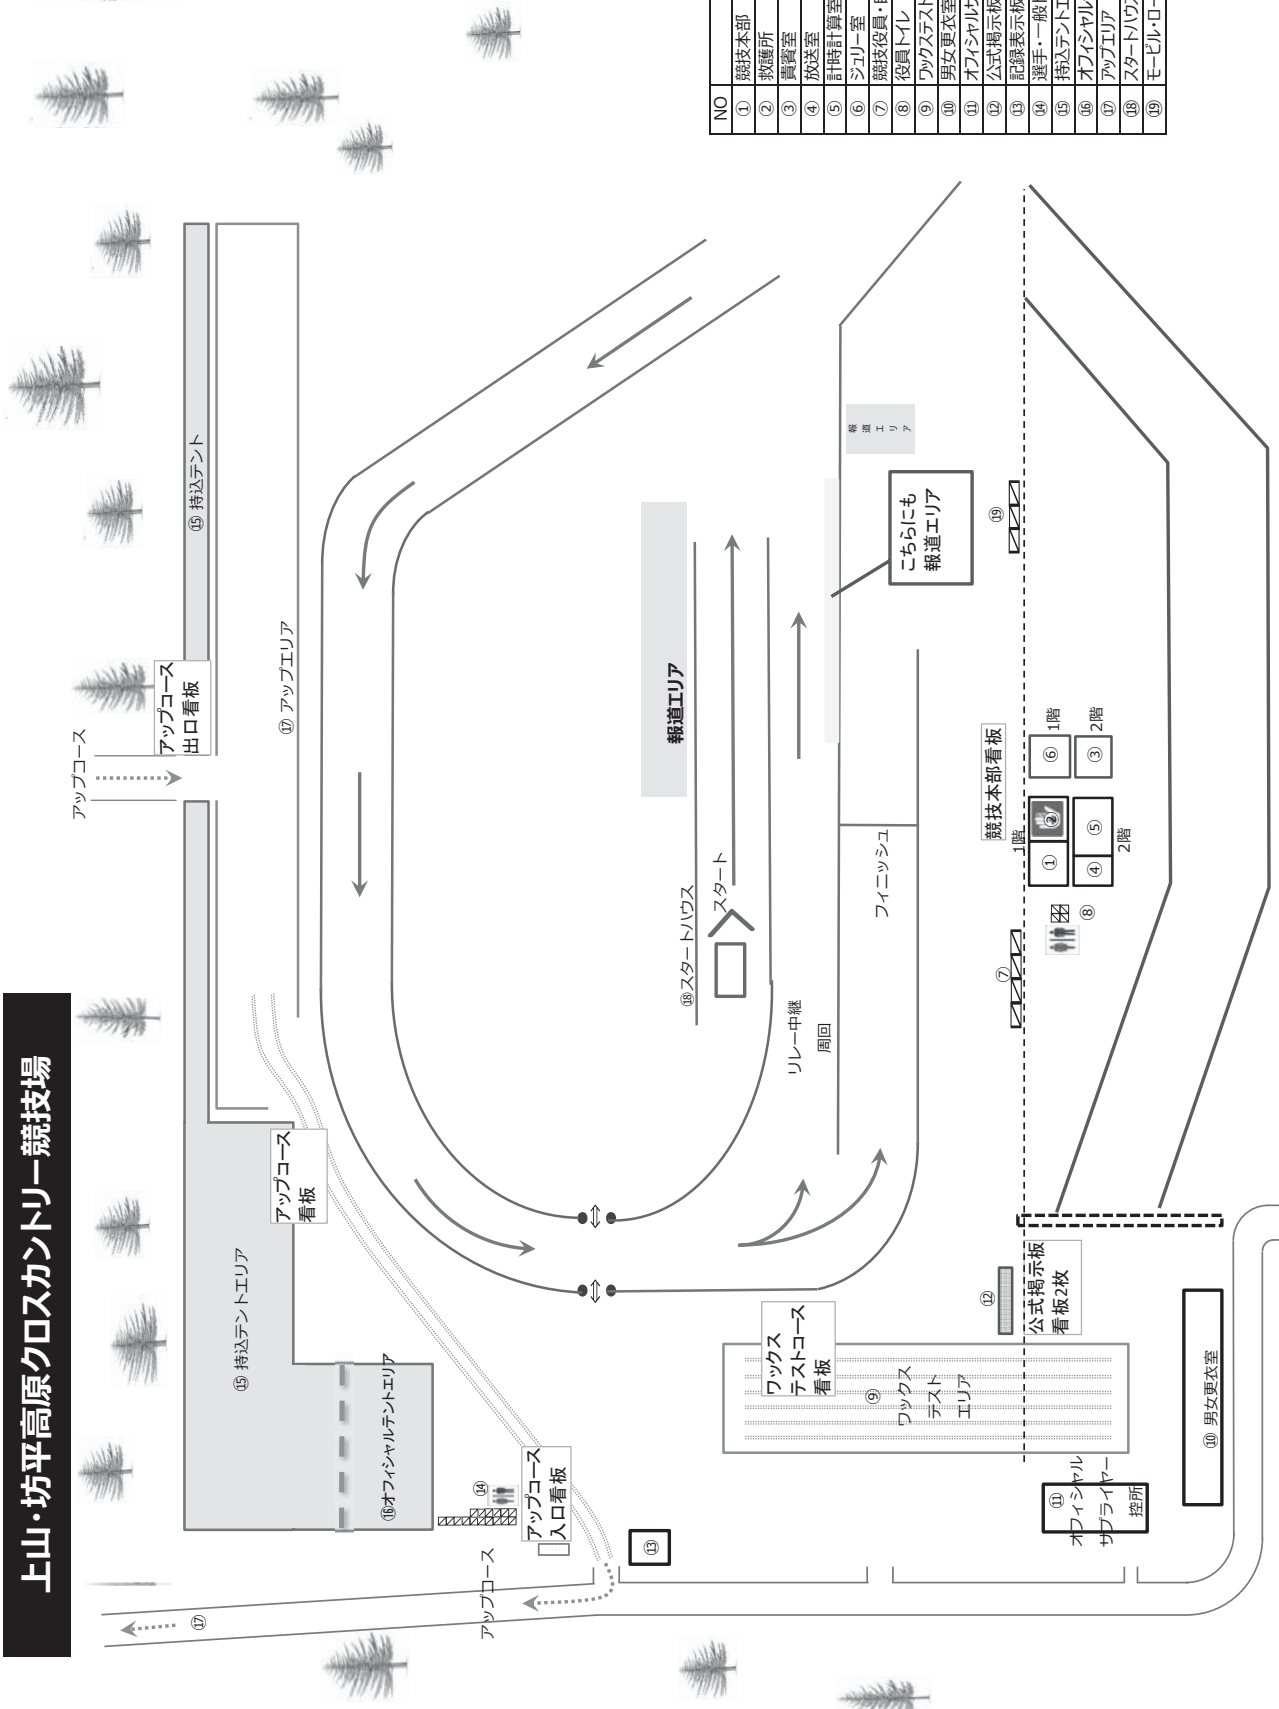 上山・坊平高原クロスカントリー競技場
アップコース
アップコース
出口看板
⑮ 持込テント
⑰ アップエリア
⑮ 持込テントエリア
アップコース
看板
⑯オフィシャルテントエリア
⑭
アップコース
入口看板
アップコース
⑰
⑬
報道エリア
⑱スタートハウス
スタート
リレー中継
周回
フィニッシュ
報道エリア
こちらにも
報道エリア
ワックス
テストコース
看板
⑨
ワックス
テスト
エリア
⑫
公式掲示板
看板2枚
⑩ 男女更衣室
⑪
オフィシャル
サプライヤー
控所
⑦
⑧
競技本部看板
1階
①
②
④
⑤
2階
⑥
1階
③
2階
⑲
NO
① 競技本部
② 救護所
③ 貴賓室
④ 放送室
⑤ 計時計算室
⑥ ジュリー室
⑦ 競技役員・
⑧ 役員トイレ
⑨ ワックステスト
⑩ 男女更衣室
⑪ オフィシャルサ
⑫ 公式掲示板
⑬ 記録表示板
⑭ 選手・一般
⑮ 持込テントエ
⑯ オフィシャル
⑰ アップエリア
⑱ スタートハウス
⑲ モービル・ロー